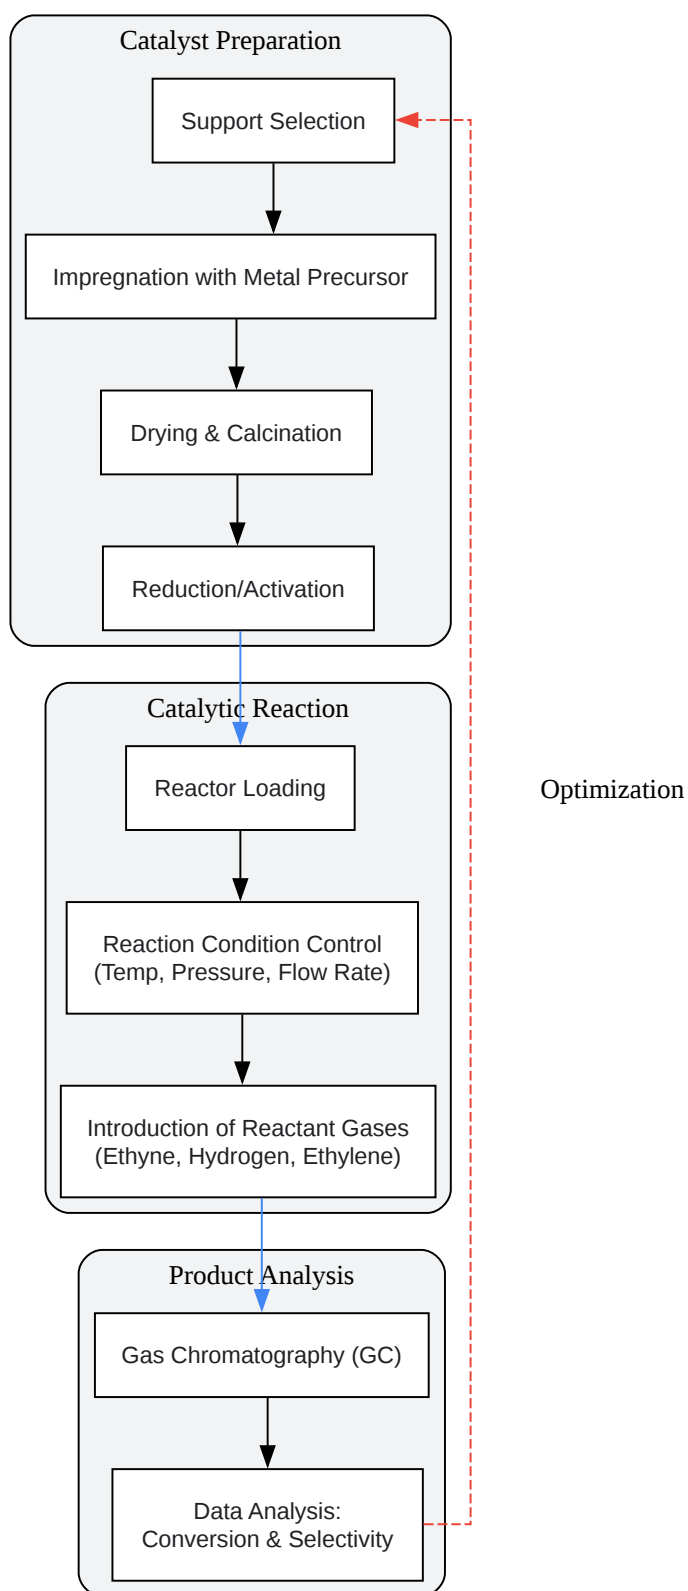 Catalyst Preparation
Support Selection
Impregnation with Metal Precursor
Drying & Calcination
Reduction/Activation
Catalytic Reaction
Reactor Loading
Optimization
Reaction Condition Control
(Temp, Pressure, Flow Rate)
Introduction of Reactant Gases
(Ethyne, Hydrogen, Ethylene)
Product Analysis
Gas Chromatography (GC)
Data Analysis:
Conversion & Selectivity